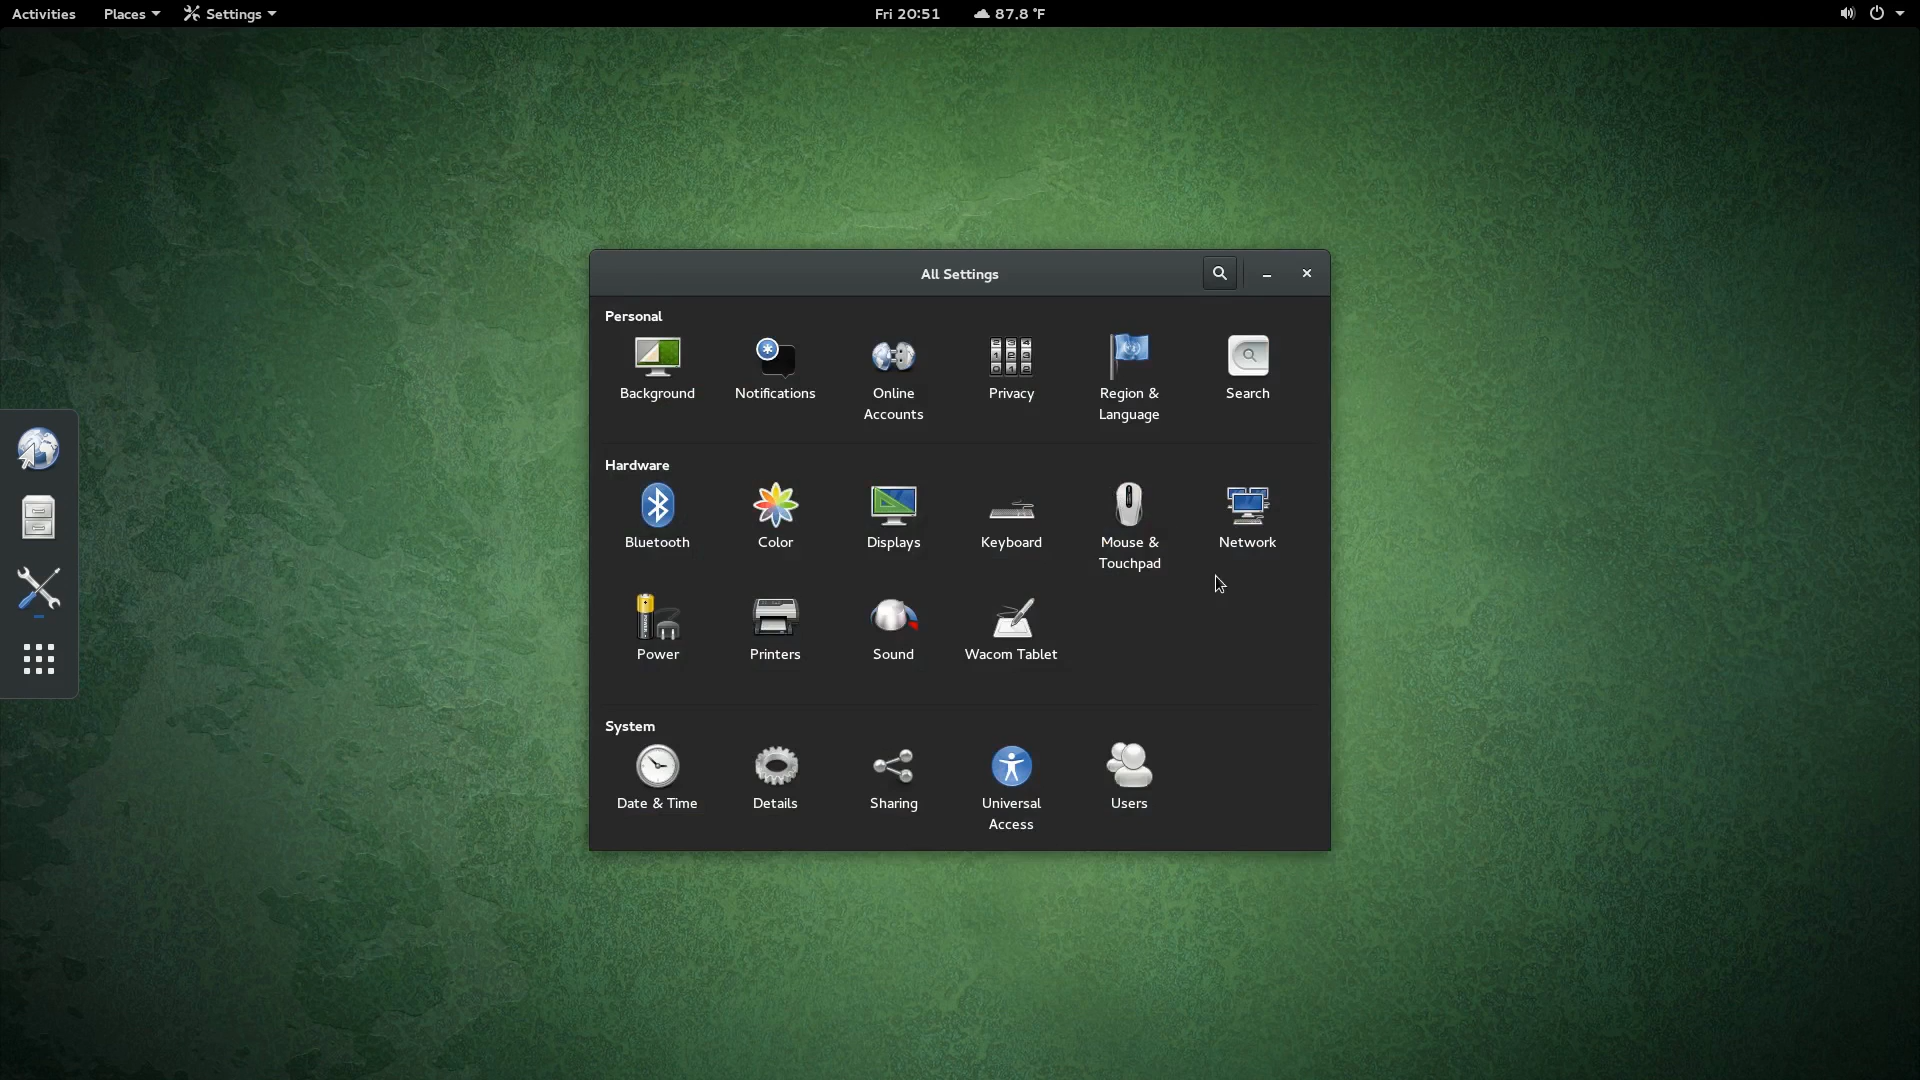 Activities Places Settings Fri 20:51 87.8 °F
All Settings
Personal
Background Notifications Online Accounts Privacy Region & Language Search
Hardware
Bluetooth Color Displays Keyboard Mouse & Touchpad Network
Power Printers Sound Wacom Tablet
System
Date & Time Details Sharing Universal Access Users